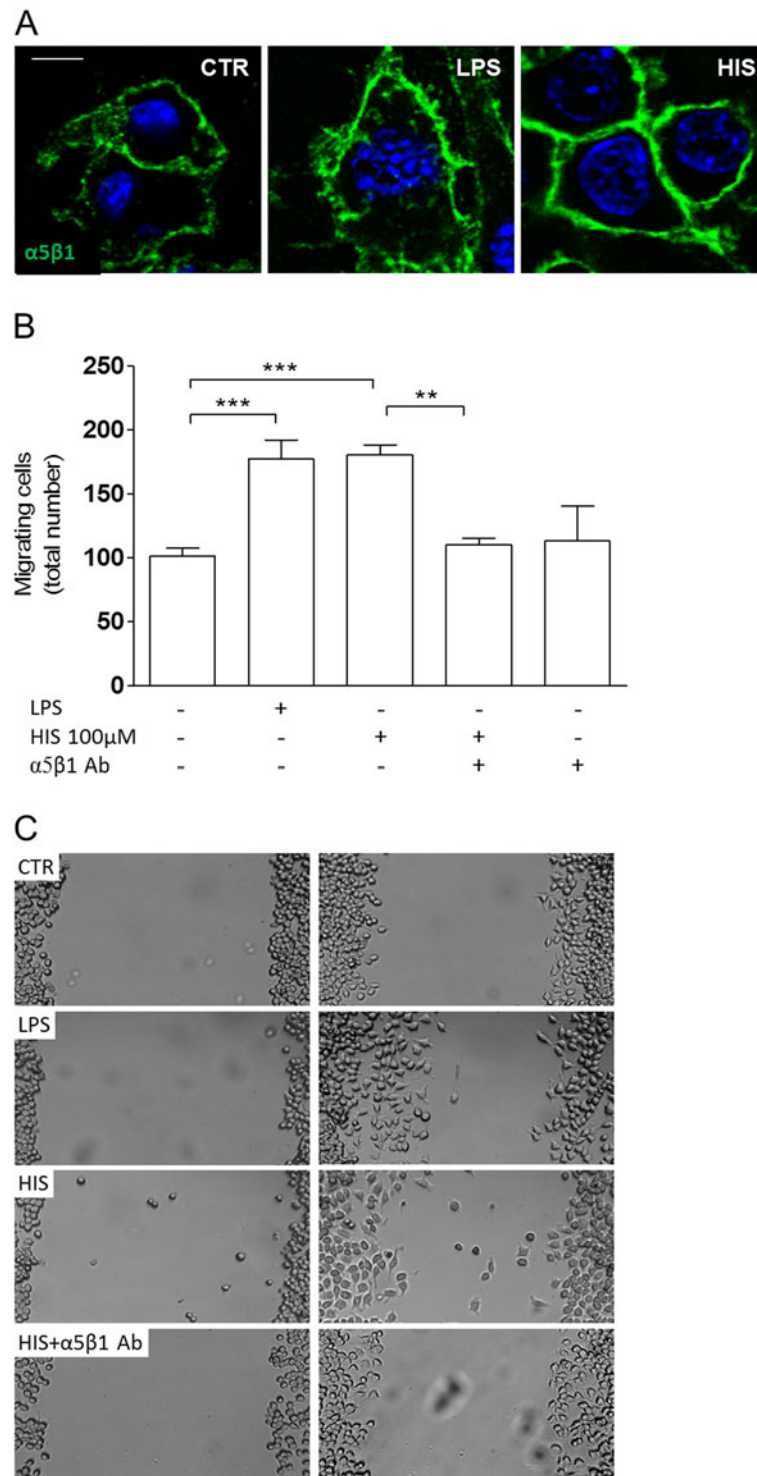 A
CTR
LPS
HIS
α5β1
B
250
200
150
100
50
0
Migrating cells
(total number)
***
***
**
LPS - + - - -
HIS 100μM - - + + -
α5β1 Ab - - - + +
C
CTR
LPS
HIS
HIS+α5β1 Ab